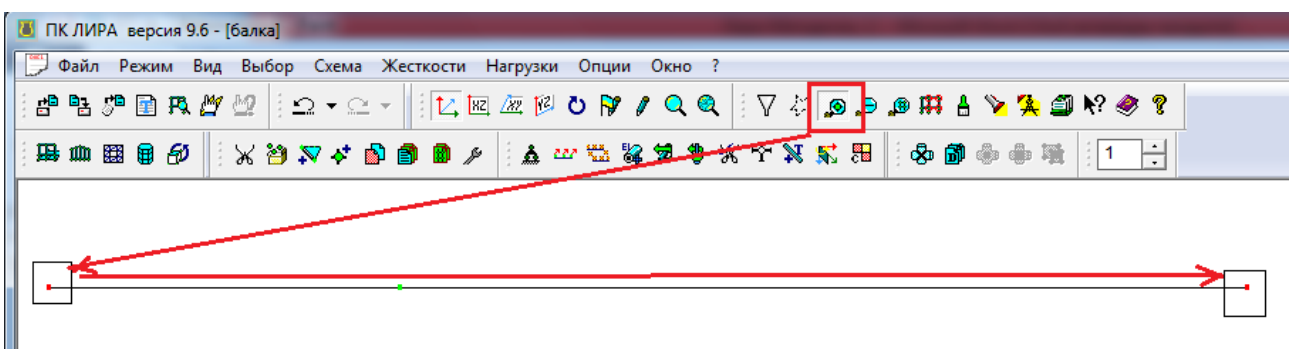 ПК ЛИРА версия 9.6 - [балка]
Файл Режим Вид Выбор Схема Жесткости Нагрузки Опции Окно ?
1